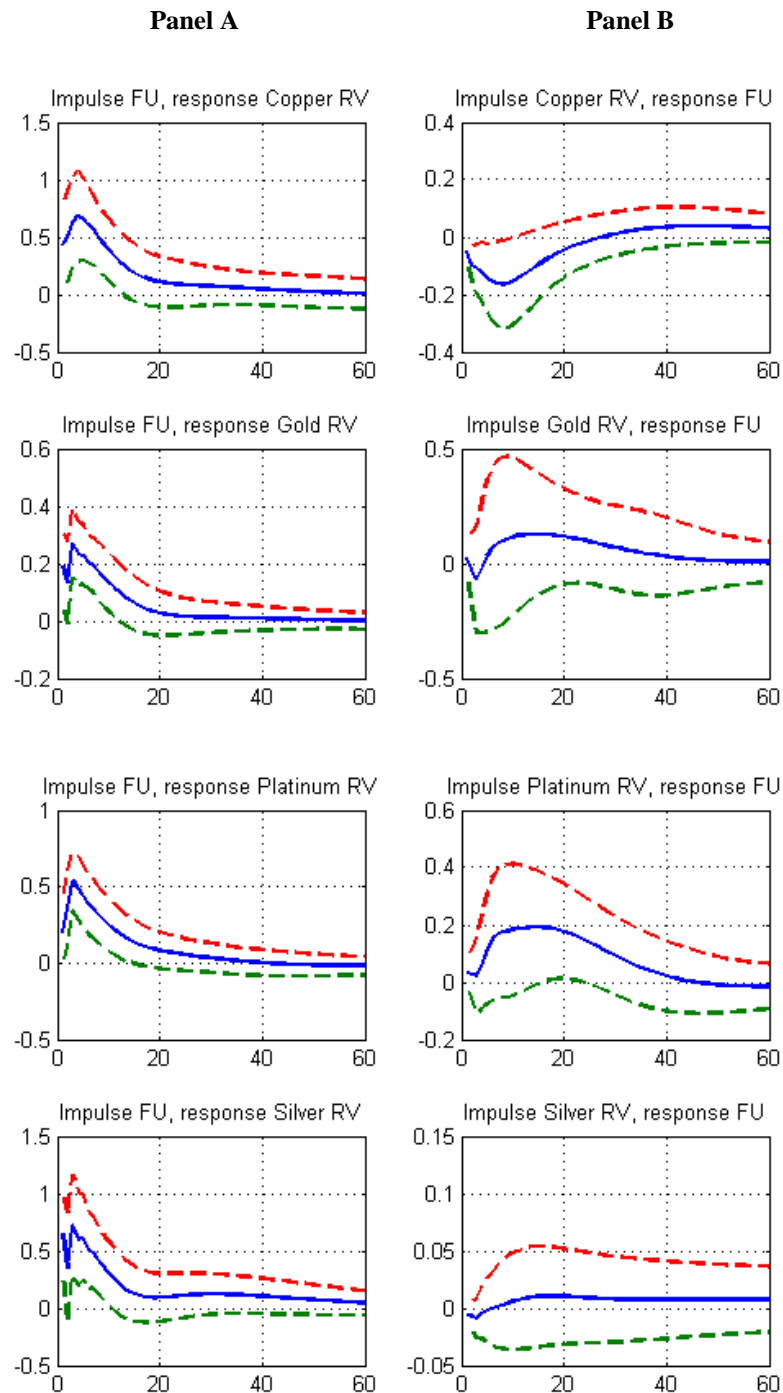 Panel A Panel B
Impulse FU, response Copper RV Impulse Copper RV, response FU
1.5 0.4
1 0.2
0.5 0
0 -0.2
-0.5 -0.4
0 20 40 60 0 20 40 60
Impulse FU, response Gold RV Impulse Gold RV, response FU
0.6 0.5
0.4
0.2 0
0
-0.2 -0.5
0 20 40 60 0 20 40 60
Impulse FU, response Platinum RV Impulse Platinum RV, response FU
1 0.6
0.4
0.5
0.2
0
0
-0.5 -0.2
0 20 40 60 0 20 40 60
Impulse FU, response Silver RV Impulse Silver RV, response FU
1.5 0.15
1 0.1
0.5 0.05
0 0
-0.5 -0.05
0 20 40 60 0 20 40 60